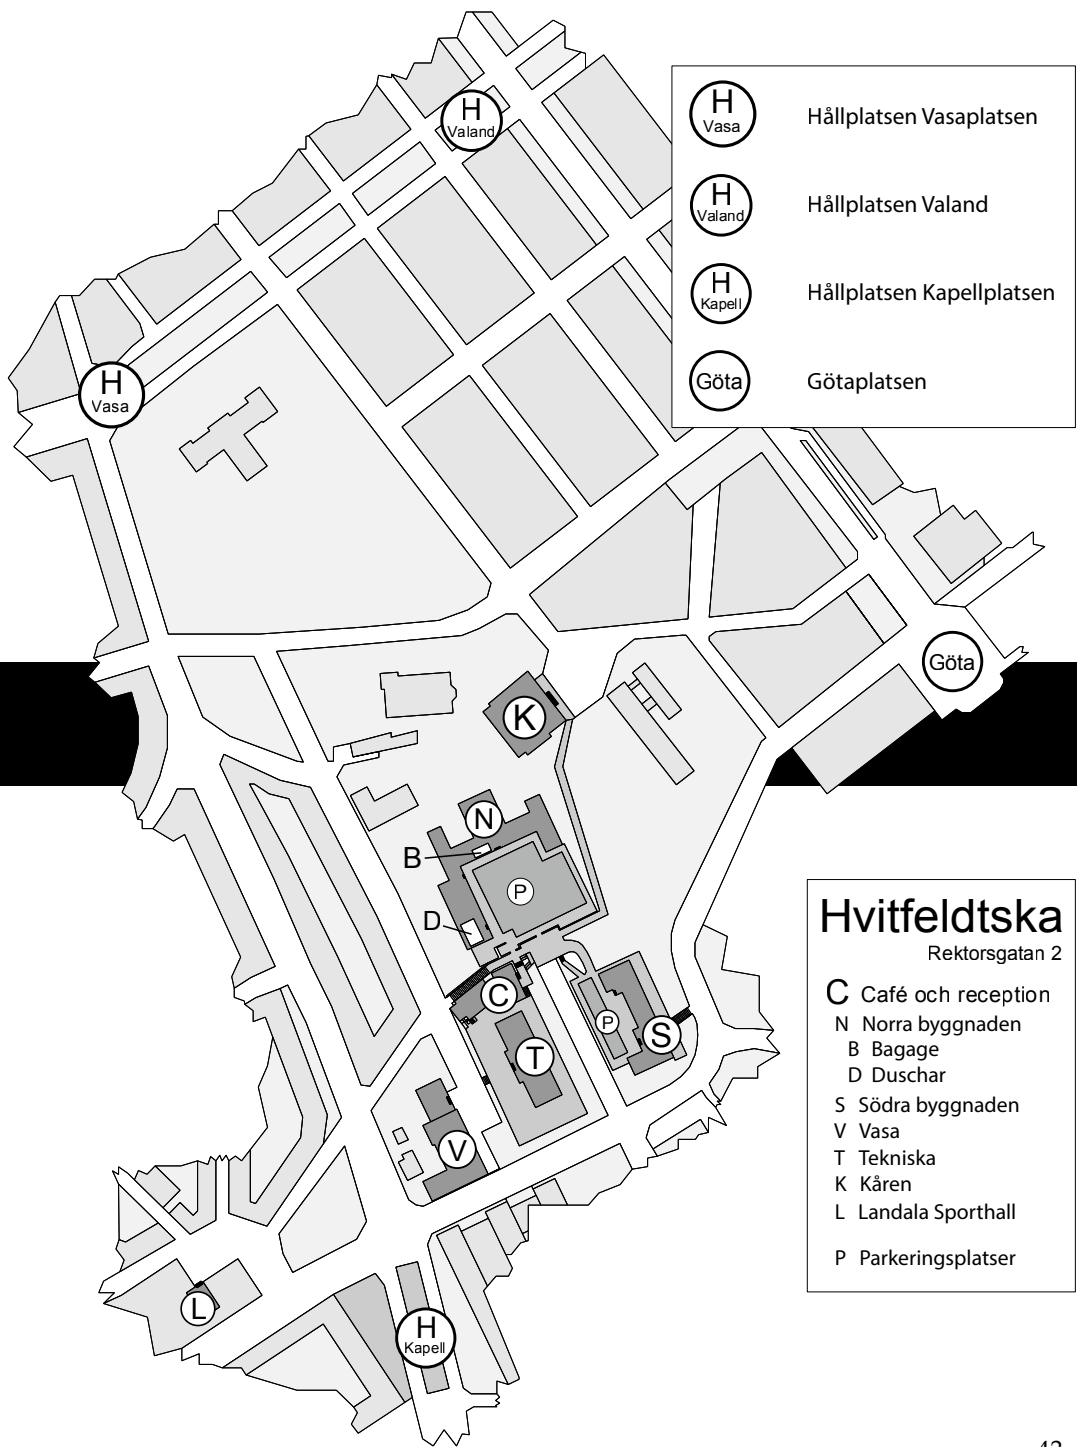 H
Valand
H
Vasa
Hållplatsen Vasaplatsen
H
Valand
Hållplatsen Valand
H
Kapell
Hållplatsen Kapellplatsen
Göta
Götaplatsen
H
Vasa
Göta
K
N
B
P
D
C
P
S
T
V
L
H
Kapell
Hvitfeldtska
Rektorsgatan 2
C Café och reception
N Norra byggnaden
B Bagage
D Duschar
S Södra byggnaden
V Vasa
T Tekniska
K Kåren
L Landala Sporthall
P Parkeringsplatser